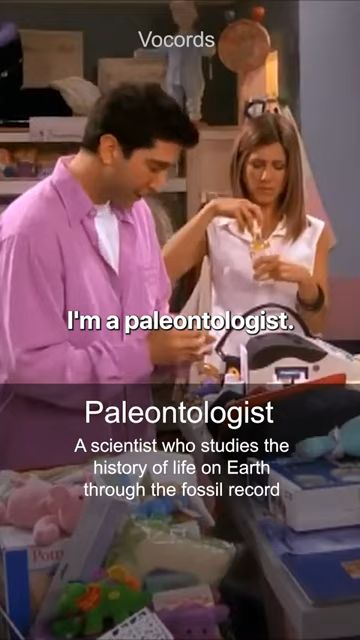 Vocords
I'm a paleontologist.
Paleontologist
A scientist who studies the
history of life on Earth
through the fossil record